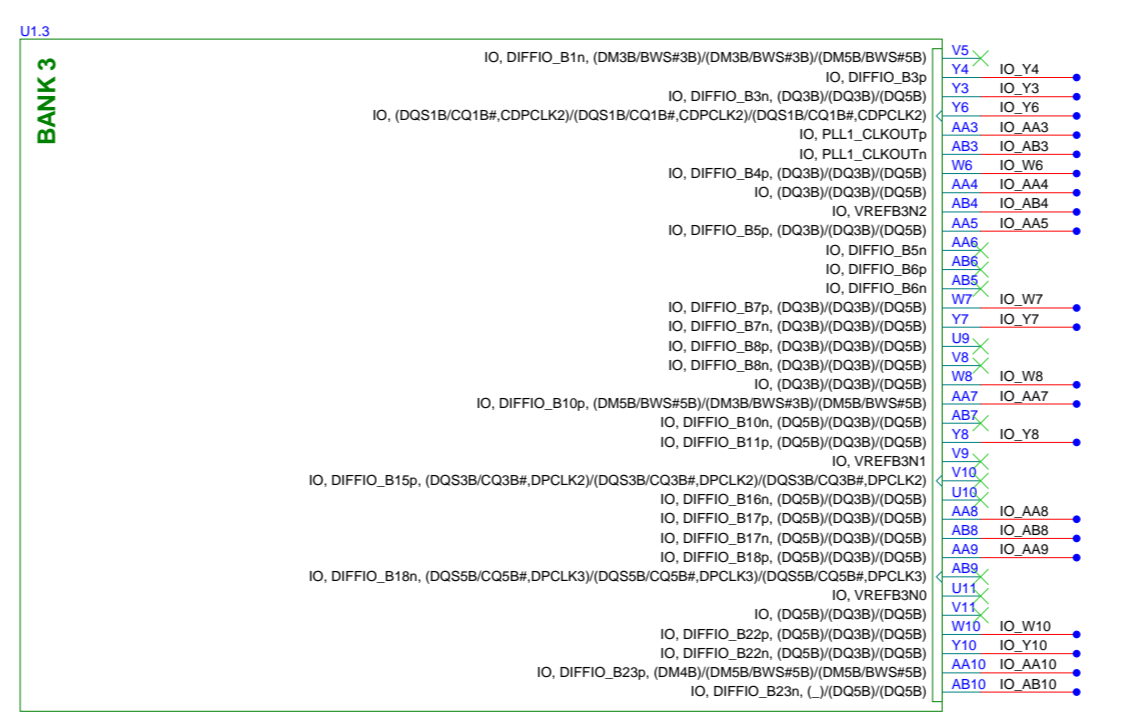 U1.3
BANK 3
IO, DIFFIO_B1n, (DM3B/BWS#3B)/(DM3B/BWS#3B)/(DM5B/BWS#5B) V5
IO, DIFFIO_B3p Y4 IO_Y4
IO, DIFFIO_B3n, (DQ3B)/(DQ3B)/(DQ5B) Y3 IO_Y3
IO, (DQS1B/CQ1B#,CDPCLK2)/(DQS1B/CQ1B#,CDPCLK2)/(DQS1B/CQ1B#,CDPCLK2) Y6 IO_Y6
IO, PLL1_CLKOUTp AA3 IO_AA3
IO, PLL1_CLKOUTn AB3 IO_AB3
IO, DIFFIO_B4p, (DQ3B)/(DQ3B)/(DQ5B) W6 IO_W6
IO, (DQ3B)/(DQ3B)/(DQ5B) AA4 IO_AA4
IO, VREFB3N2 AB4 IO_AB4
IO, DIFFIO_B5p, (DQ3B)/(DQ3B)/(DQ5B) AA5 IO_AA5
IO, DIFFIO_B5n AA6
IO, DIFFIO_B6p AB6
IO, DIFFIO_B6n AB5
IO, DIFFIO_B7p, (DQ3B)/(DQ3B)/(DQ5B) W7 IO_W7
IO, DIFFIO_B7n, (DQ3B)/(DQ3B)/(DQ5B) Y7 IO_Y7
IO, DIFFIO_B8p, (DQ3B)/(DQ3B)/(DQ5B) U9
IO, DIFFIO_B8n, (DQ3B)/(DQ3B)/(DQ5B) V8
IO, (DQ3B)/(DQ3B)/(DQ5B) W8 IO_W8
IO, DIFFIO_B10p, (DM5B/BWS#5B)/(DM3B/BWS#3B)/(DM5B/BWS#5B) AA7 IO_AA7
IO, DIFFIO_B10n, (DQ5B)/(DQ3B)/(DQ5B) AB7
IO, DIFFIO_B11p, (DQ5B)/(DQ3B)/(DQ5B) Y8 IO_Y8
IO, VREFB3N1 V9
IO, DIFFIO_B15p, (DQS3B/CQ3B#,DPCLK2)/(DQS3B/CQ3B#,DPCLK2)/(DQS3B/CQ3B#,DPCLK2) V10
IO, DIFFIO_B16n, (DQ5B)/(DQ3B)/(DQ5B) U10
IO, DIFFIO_B17p, (DQ5B)/(DQ3B)/(DQ5B) AA8 IO_AA8
IO, DIFFIO_B17n, (DQ5B)/(DQ3B)/(DQ5B) AB8 IO_AB8
IO, DIFFIO_B18p, (DQ5B)/(DQ3B)/(DQ5B) AA9 IO_AA9
IO, DIFFIO_B18n, (DQS5B/CQ5B#,DPCLK3)/(DQS5B/CQ5B#,DPCLK3)/(DQS5B/CQ5B#,DPCLK3) AB9
IO, VREFB3N0 U11
IO, (DQ5B)/(DQ3B)/(DQ5B) V11
IO, DIFFIO_B22p, (DQ5B)/(DQ3B)/(DQ5B) W10 IO_W10
IO, DIFFIO_B22n, (DQ5B)/(DQ3B)/(DQ5B) Y10 IO_Y10
IO, DIFFIO_B23p, (DM4B)/(DM5B/BWS#5B)/(DM5B/BWS#5B) AA10 IO_AA10
IO, DIFFIO_B23n, (_)/(DQ5B)/(DQ5B) AB10 IO_AB10